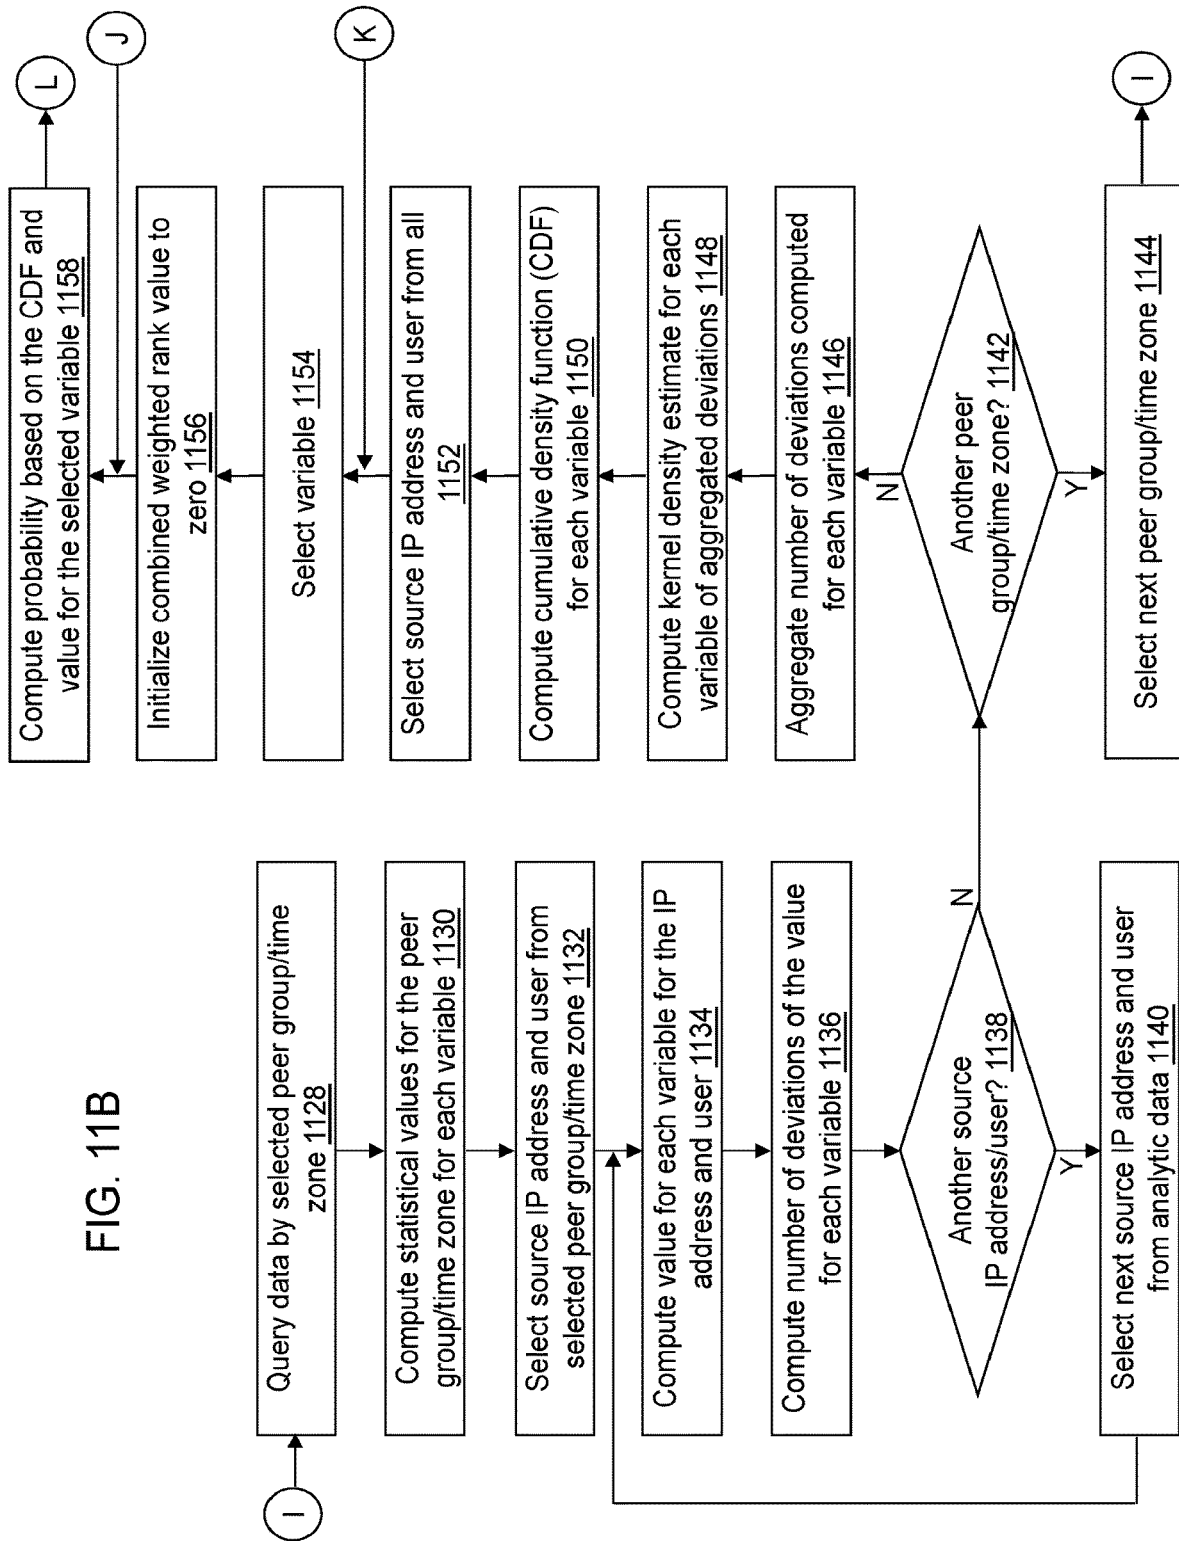 FIG. 11B
I
Query data by selected peer group/time
zone 1128
Compute statistical values for the peer
group/time zone for each variable 1130
Select source IP address and user from
selected peer group/time zone 1132
Compute value for each variable for the IP
address and user 1134
Compute number of deviations of the value
for each variable 1136
Another source
IP address/user? 1138
N
Y
Select next source IP address and user
from analytic data 1140
Another peer
group/time zone? 1142
N
Y
Select next peer group/time zone 1144
I
Aggregate number of deviations computed
for each variable 1146
Compute kernel density estimate for each
variable of aggregated deviations 1148
Compute cumulative density function (CDF)
for each variable 1150
Select source IP address and user from all
1152
K
Select variable 1154
Initialize combined weighted rank value to
zero 1156
J
Compute probability based on the CDF and
value for the selected variable 1158
L